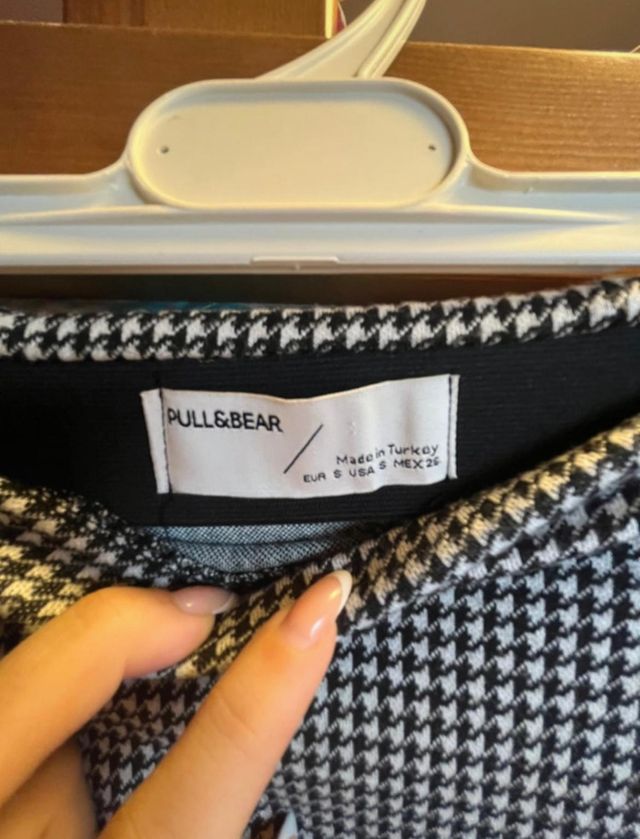 PULL&BEAR
Made in Turkey
EUR S USA S MEX 26